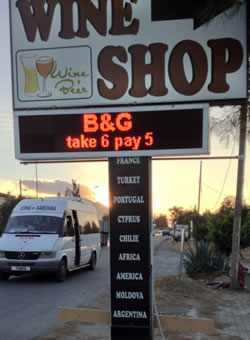 WINE
SHOP
Wine
& Beer
B&G
take 6 pay 5
FRANCE
TURKEY
PORTUGAL
CYPRUS
CHILIE
AFRICA
AMERICA
MOLDOVA
ARGENTINA